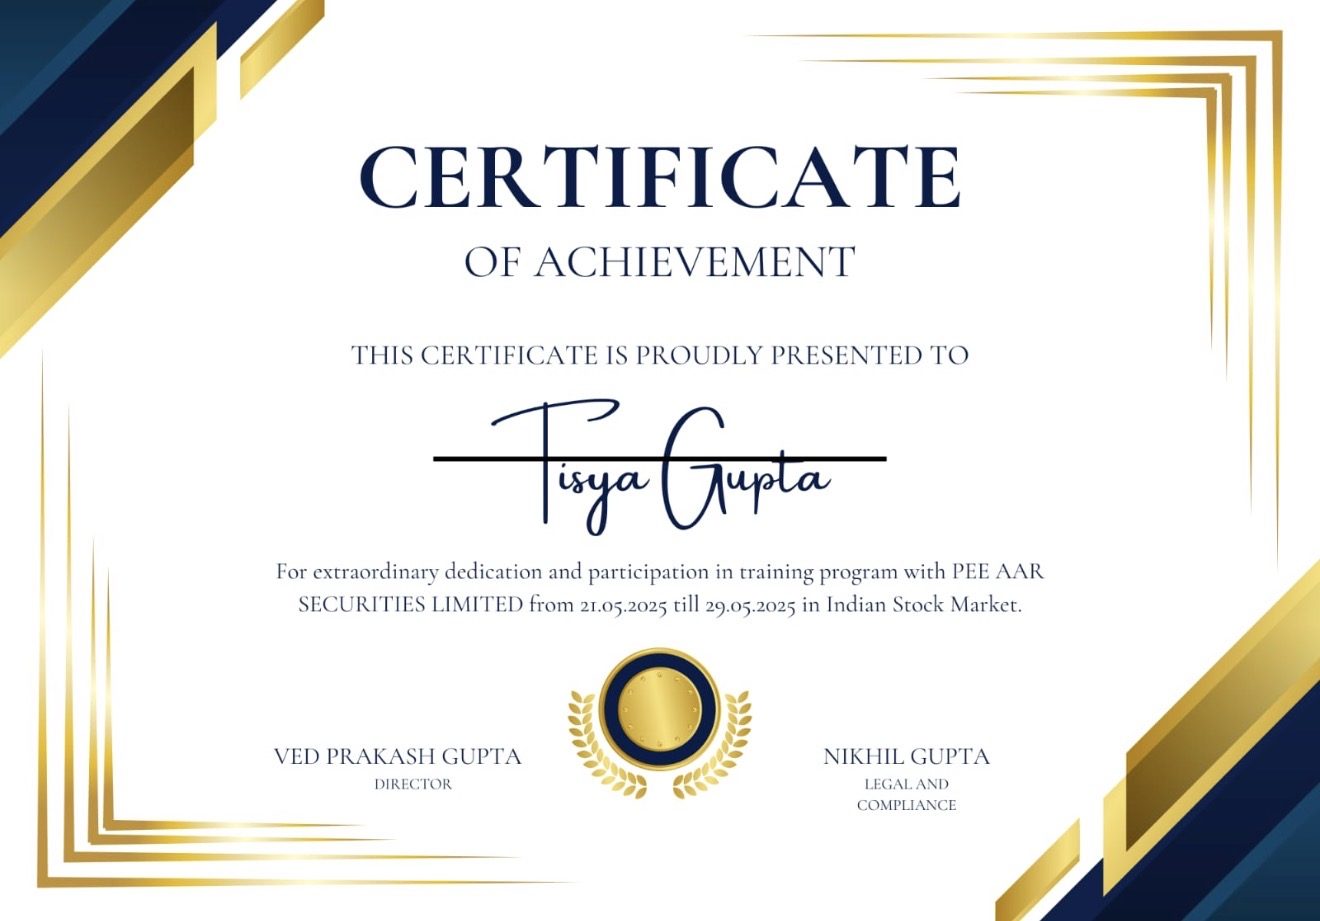 CERTIFICATE
OF ACHIEVEMENT
THIS CERTIFICATE IS PROUDLY PRESENTED TO
Tisya Gupta
For extraordinary dedication and participation in training program with PEE AAR
SECURITIES LIMITED from 21.05.2025 till 29.05.2025 in Indian Stock Market.
VED PRAKASH GUPTA
DIRECTOR
NIKHIL GUPTA
LEGAL AND
COMPLIANCE